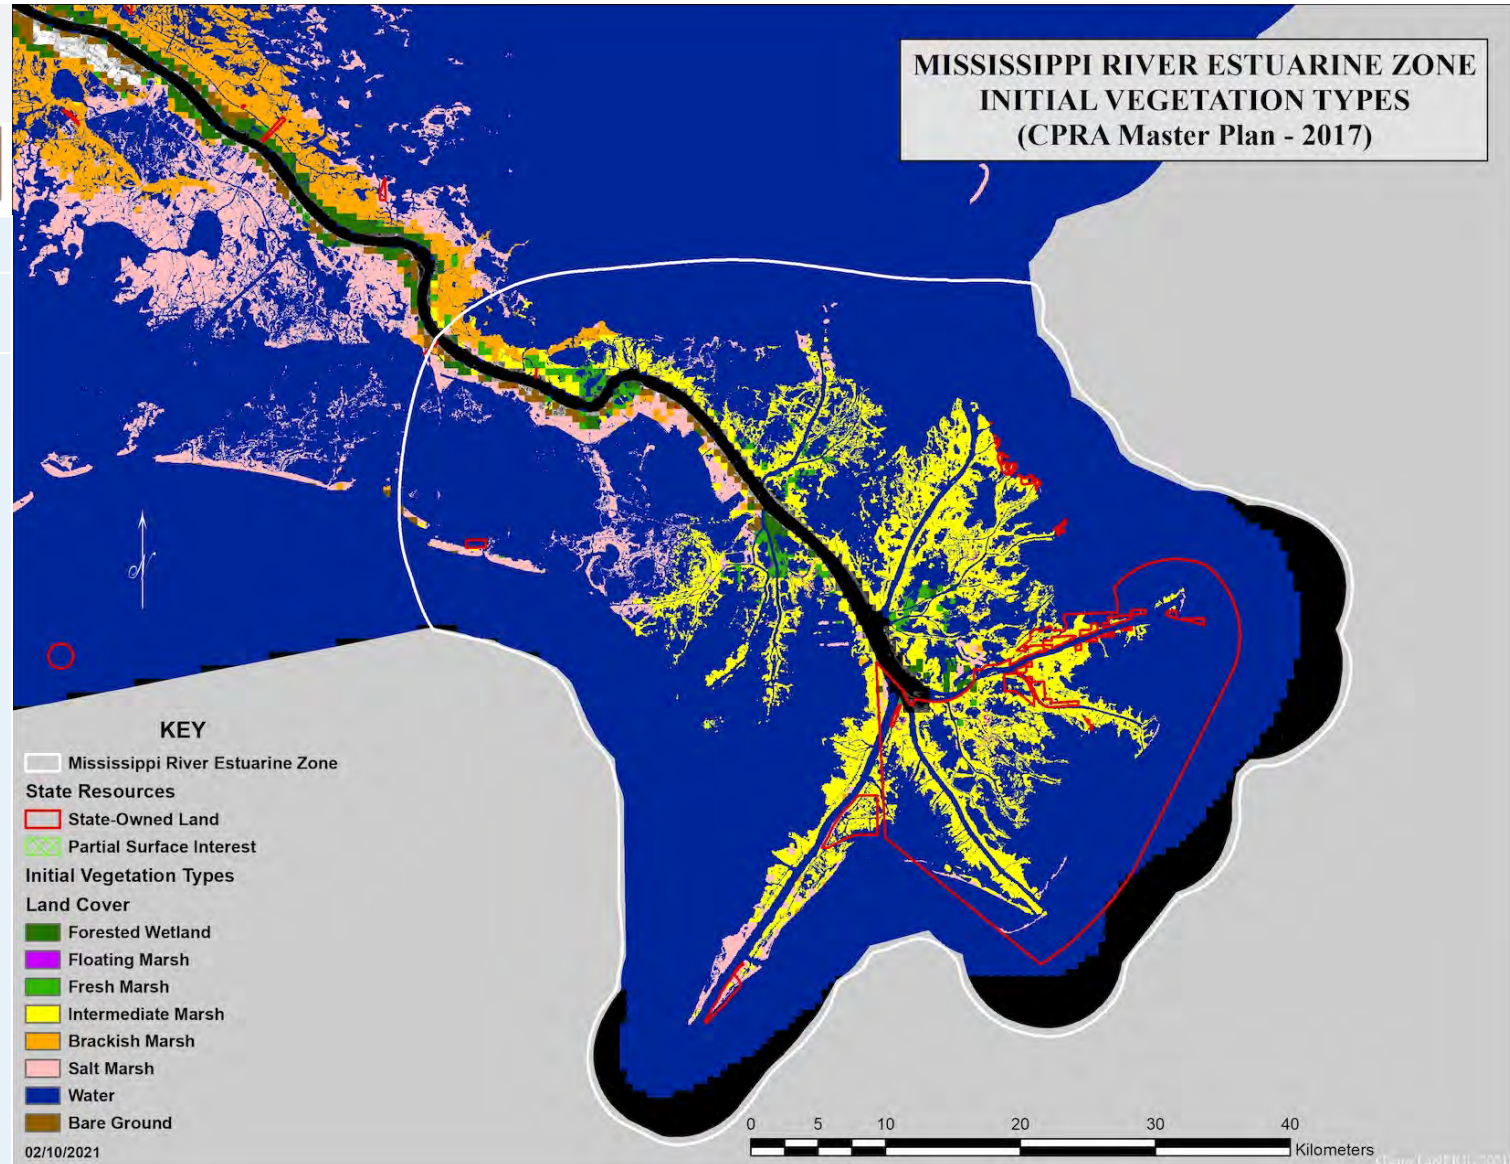 MISSISSIPPI RIVER ESTUARINE ZONE
INITIAL VEGETATION TYPES
(CPRA Master Plan - 2017)
N
KEY
Mississippi River Estuarine Zone
State Resources
State-Owned Land
Partial Surface Interest
Initial Vegetation Types
Land Cover
Forested Wetland
Floating Marsh
Fresh Marsh
Intermediate Marsh
Brackish Marsh
Salt Marsh
Water
Bare Ground
02/10/2021
0 5 10 20 30 40
Kilometers